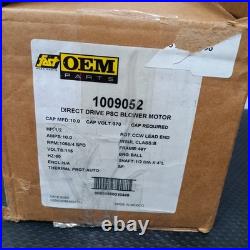 fast
OEM
PARTS
1009052
DIRECT DRIVE PSC BLOWER MOTOR
CAP MFD:10.0 CAP VOLT:370 CAP REQUIRED
HP:1/2 ROT CCW LEAD END
AMPS:10.0 INSUL CLASS:B
RPM:1050/4 SPD FRAME:48Y
VOLTS:115 BRG BALL
HZ:60
ENCL:N/A
THERMAL PROT:AUTO